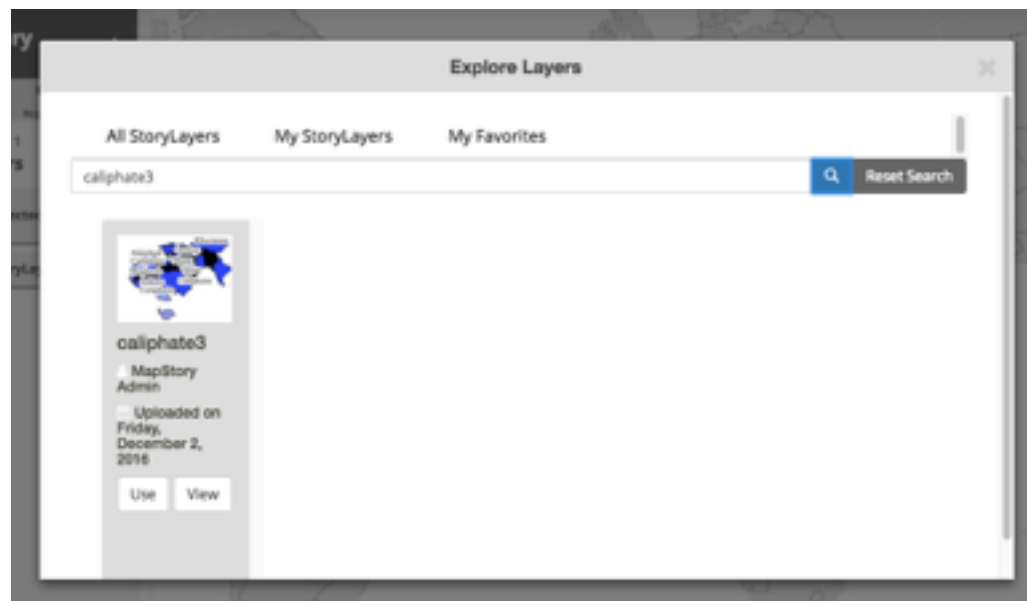 ry
Explore Layers
All StoryLayers My StoryLayers My Favorites
caliphate3
Reset Search
caliphate3
MapStory
Admin
Uploaded on
Friday,
December 2,
2016
Use View